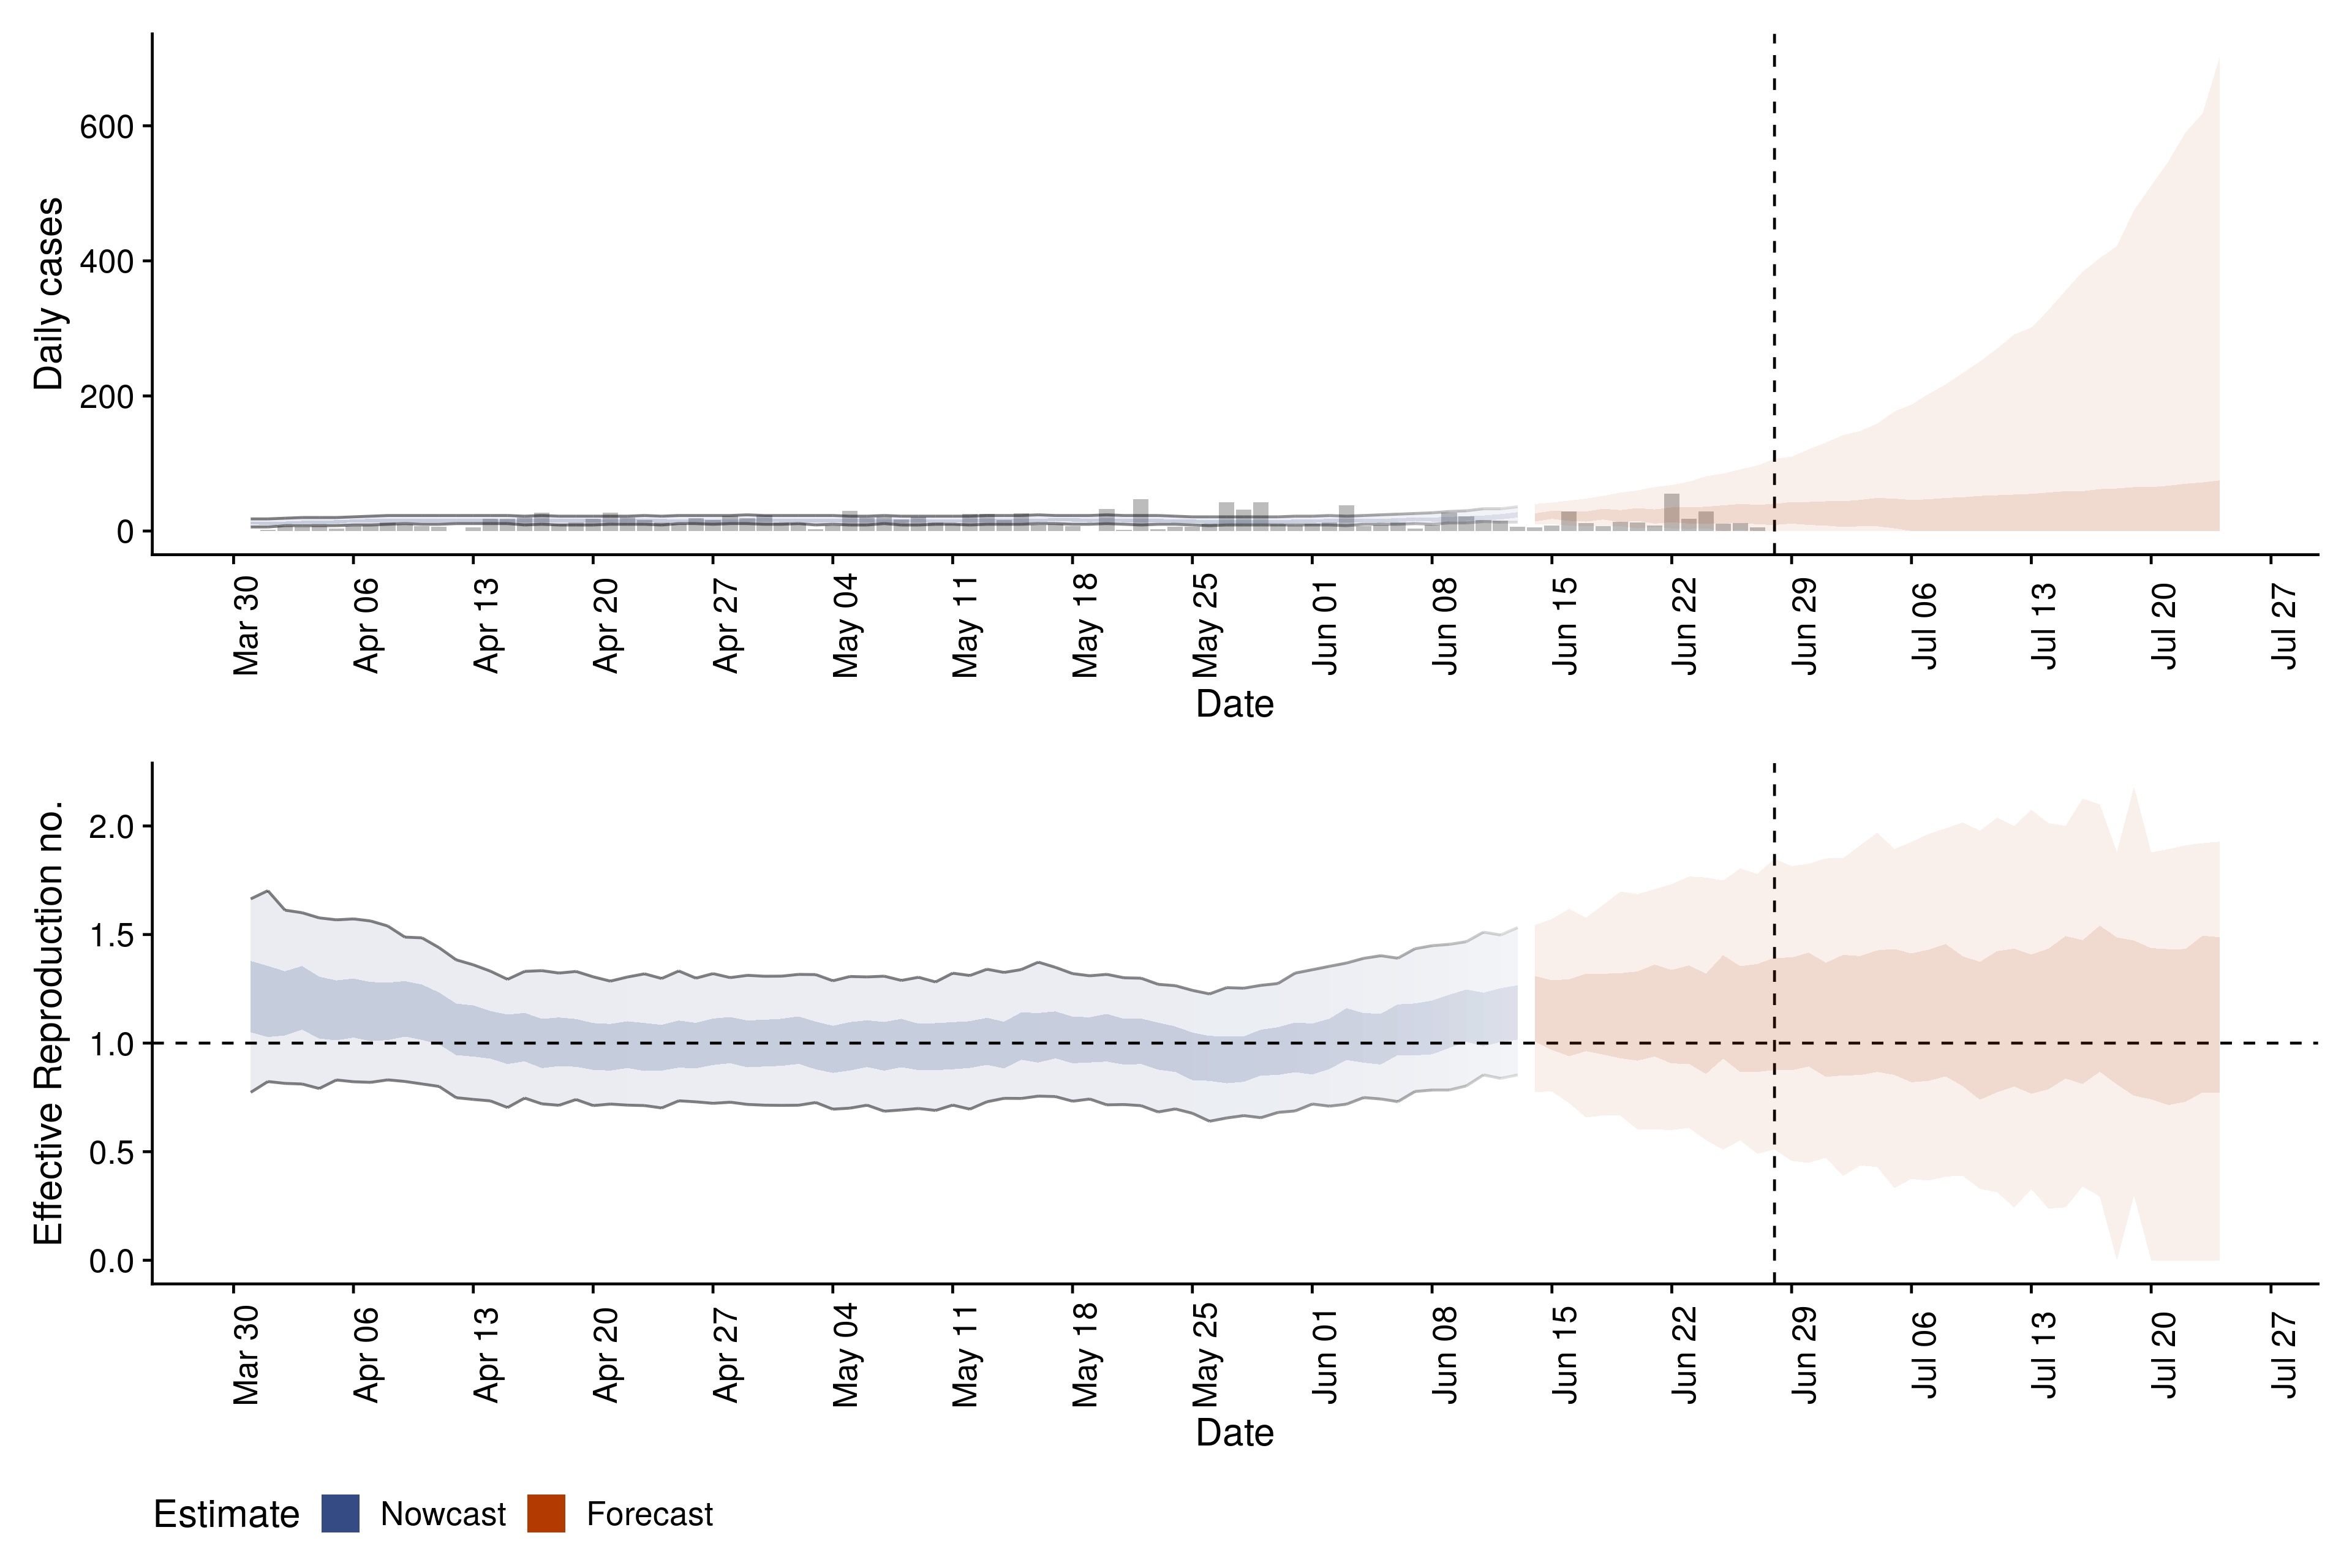 Daily cases
600
400
200
0
Mar 30
Apr 06
Apr 13
Apr 20
Apr 27
May 04
May 11
May 18
May 25
Jun 01
Jun 08
Jun 15
Jun 22
Jun 29
Jul 06
Jul 13
Jul 20
Jul 27
Date
Effective Reproduction no.
2.0
1.5
1.0
0.5
0.0
Mar 30
Apr 06
Apr 13
Apr 20
Apr 27
May 04
May 11
May 18
May 25
Jun 01
Jun 08
Jun 15
Jun 22
Jun 29
Jul 06
Jul 13
Jul 20
Jul 27
Date
Estimate Nowcast Forecast